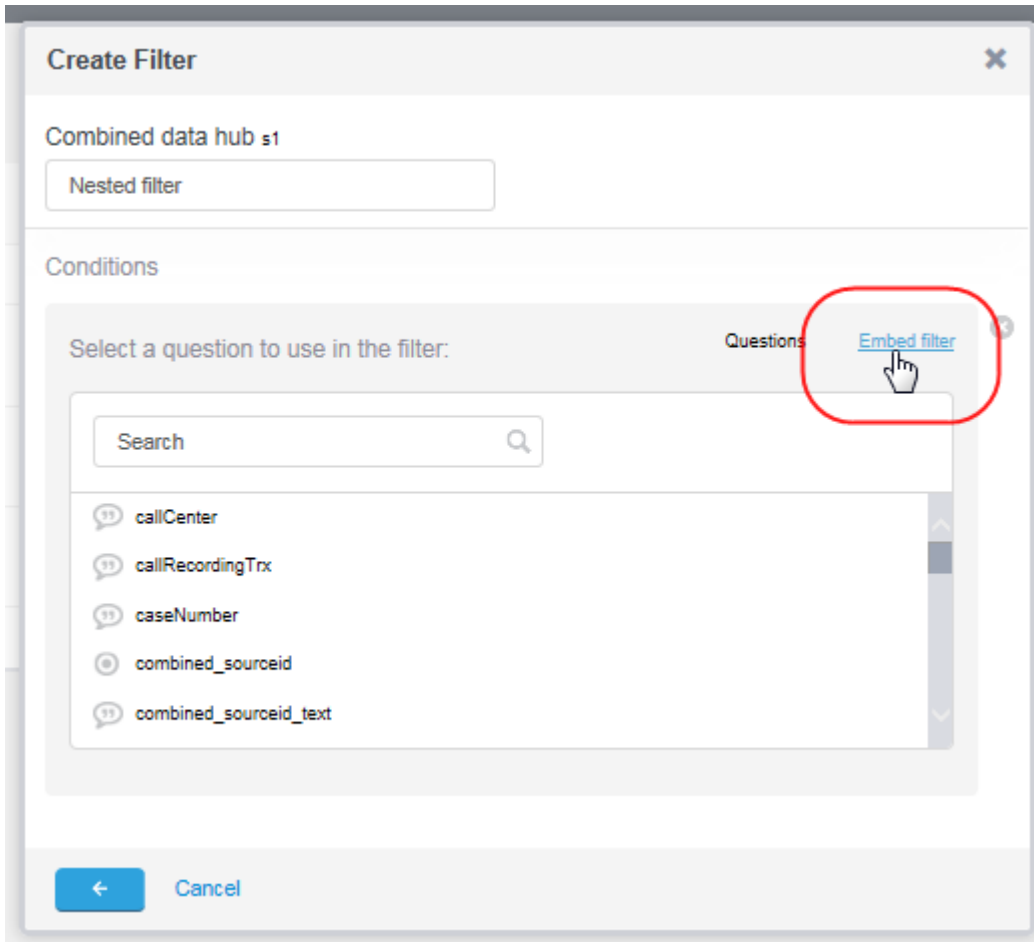 Create Filter
Combined data hub s1
Nested filter
Conditions
Select a question to use in the filter: Questions Embed filter
Search
callCenter
callRecordingTrx
caseNumber
combined_sourceid
combined_sourceid_text
Cancel